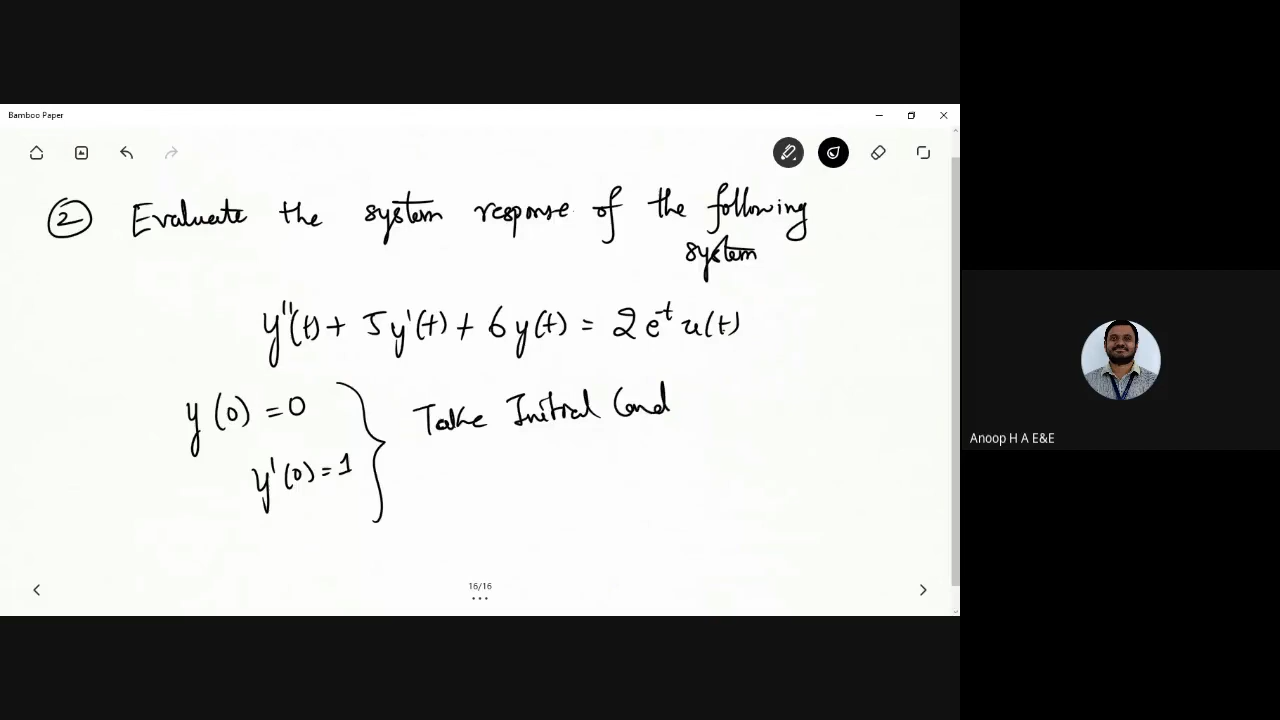 Bamboo Paper
② Evaluate the system response of the following
system
y''(t) + 5y'(t) + 6y(t) = 2e^-t u(t)
y(0) = 0
y'(0) = 1
Take Initial Cond
16/16
Anoop H A E&E